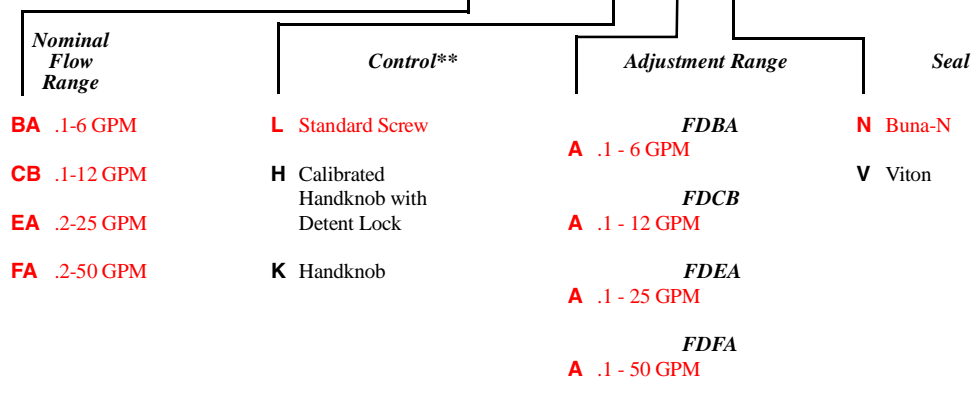 Nominal
Flow
Range
BA .1-6 GPM
CB .1-12 GPM
EA .2-25 GPM
FA .2-50 GPM
Control**
L Standard Screw
H Calibrated
Handknob with
Detent Lock
K Handknob
Adjustment Range
FDBA
A .1 - 6 GPM
FDCB
A .1 - 12 GPM
FDEA
A .1 - 25 GPM
FDFA
A .1 - 50 GPM
Seal
N Buna-N
V Viton